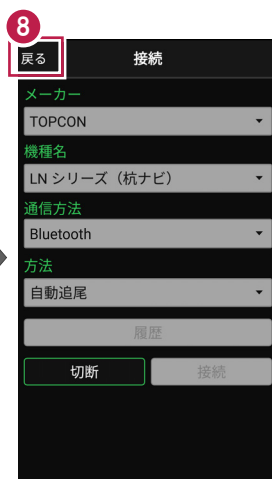 8
戻る 接続
メーカー
TOPCON
機種名
LN シリーズ（杭ナビ）
通信方法
Bluetooth
方法
自動追尾
履歴
切断 接続